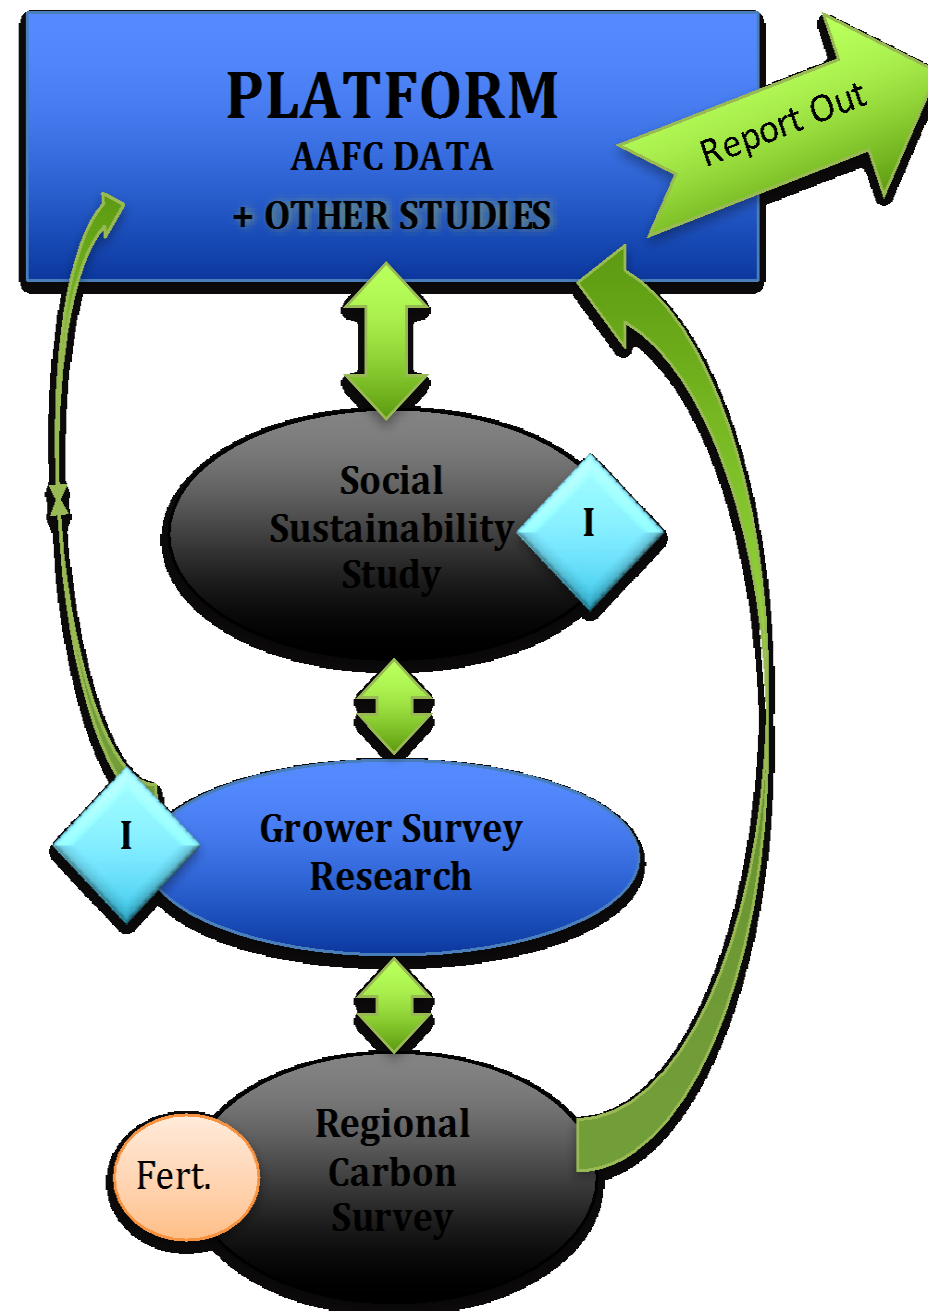 PLATFORM
AAFC DATA
+ OTHER STUDIES
Report Out
Social
Sustainability
Study
I
Grower Survey
Research
I
Regional
Carbon
Survey
Fert.